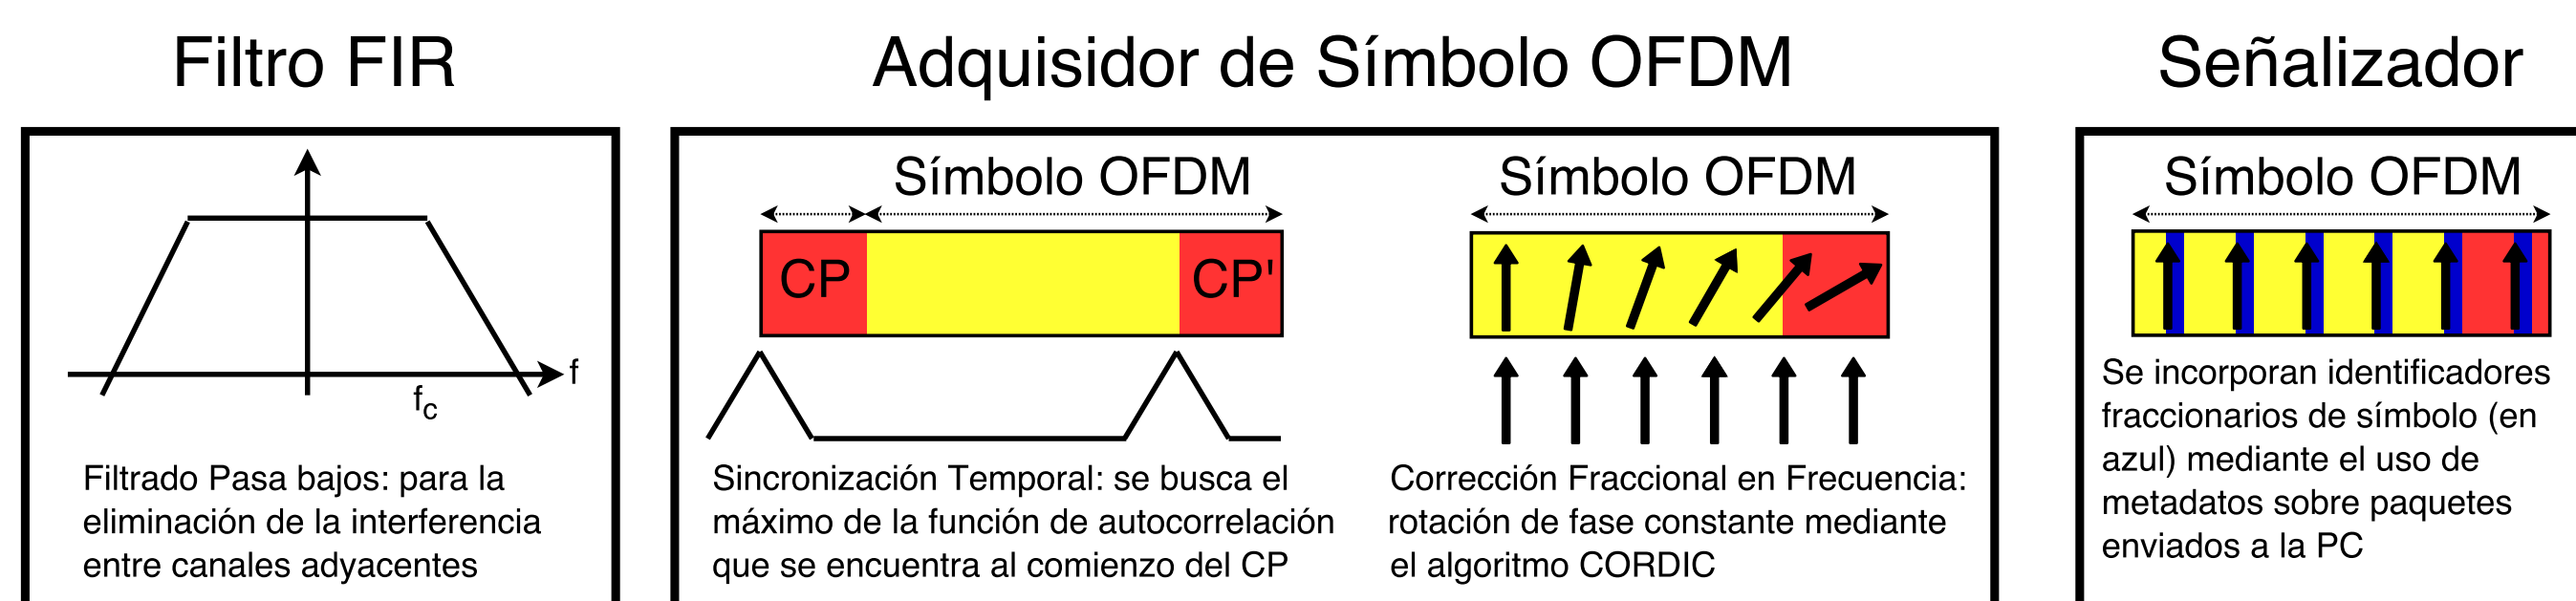 Filtro FIR
f
fc
Filtrado Pasa bajos: para la
eliminación de la interferencia
entre canales adyacentes
Adquisidor de Símbolo OFDM
Símbolo OFDM
CP
CP'
Sincronización Temporal: se busca el
máximo de la función de autocorrelación
que se encuentra al comienzo del CP
Símbolo OFDM
Corrección Fraccional en Frecuencia:
rotación de fase constante mediante
el algoritmo CORDIC
Señalizador
Símbolo OFDM
Se incorporan identificadores
fraccionarios de símbolo (en
azul) mediante el uso de
metadatos sobre paquetes
enviados a la PC